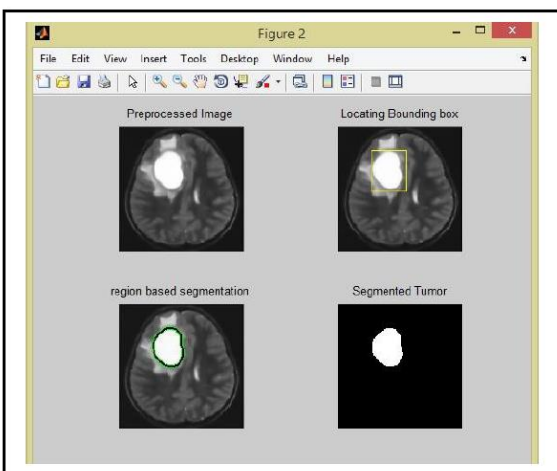 Figure 2
File Edit View Insert Tools Desktop Window Help
Preprocessed Image
Locating Bounding box
region based segmentation
Segmented Tumor